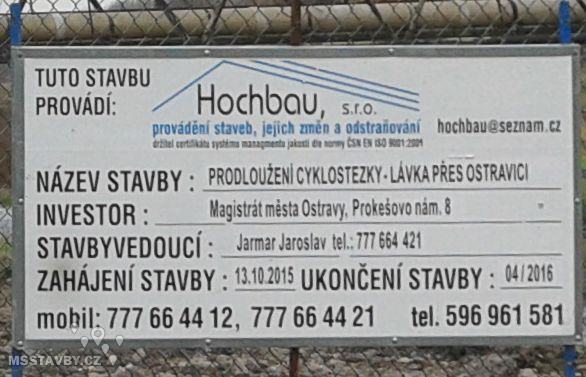 TUTO STAVBU
PROVÁDÍ:
Hochbau, s.r.o.
provádění staveb, jejich změn a odstraňování
držitel certifikátu systému managmentu jakosti dle normy ČSN EN ISO 9001:2001
hochbau@seznam.cz
NÁZEV STAVBY : PRODLOUŽENÍ CYKLOSTEZKY - LÁVKA PŘES OSTRAVICI
INVESTOR : Magistrát města Ostravy, Prokešovo nám. 8
STAVBYVEDOUCÍ : Jarmar Jaroslav tel.: 777 664 421
ZAHÁJENÍ STAVBY : 13.10.2015 UKONČENÍ STAVBY : 04/2016
mobil: 777 66 44 12, 777 66 44 21 tel. 596 961 581
MSSTAVBY.CZ